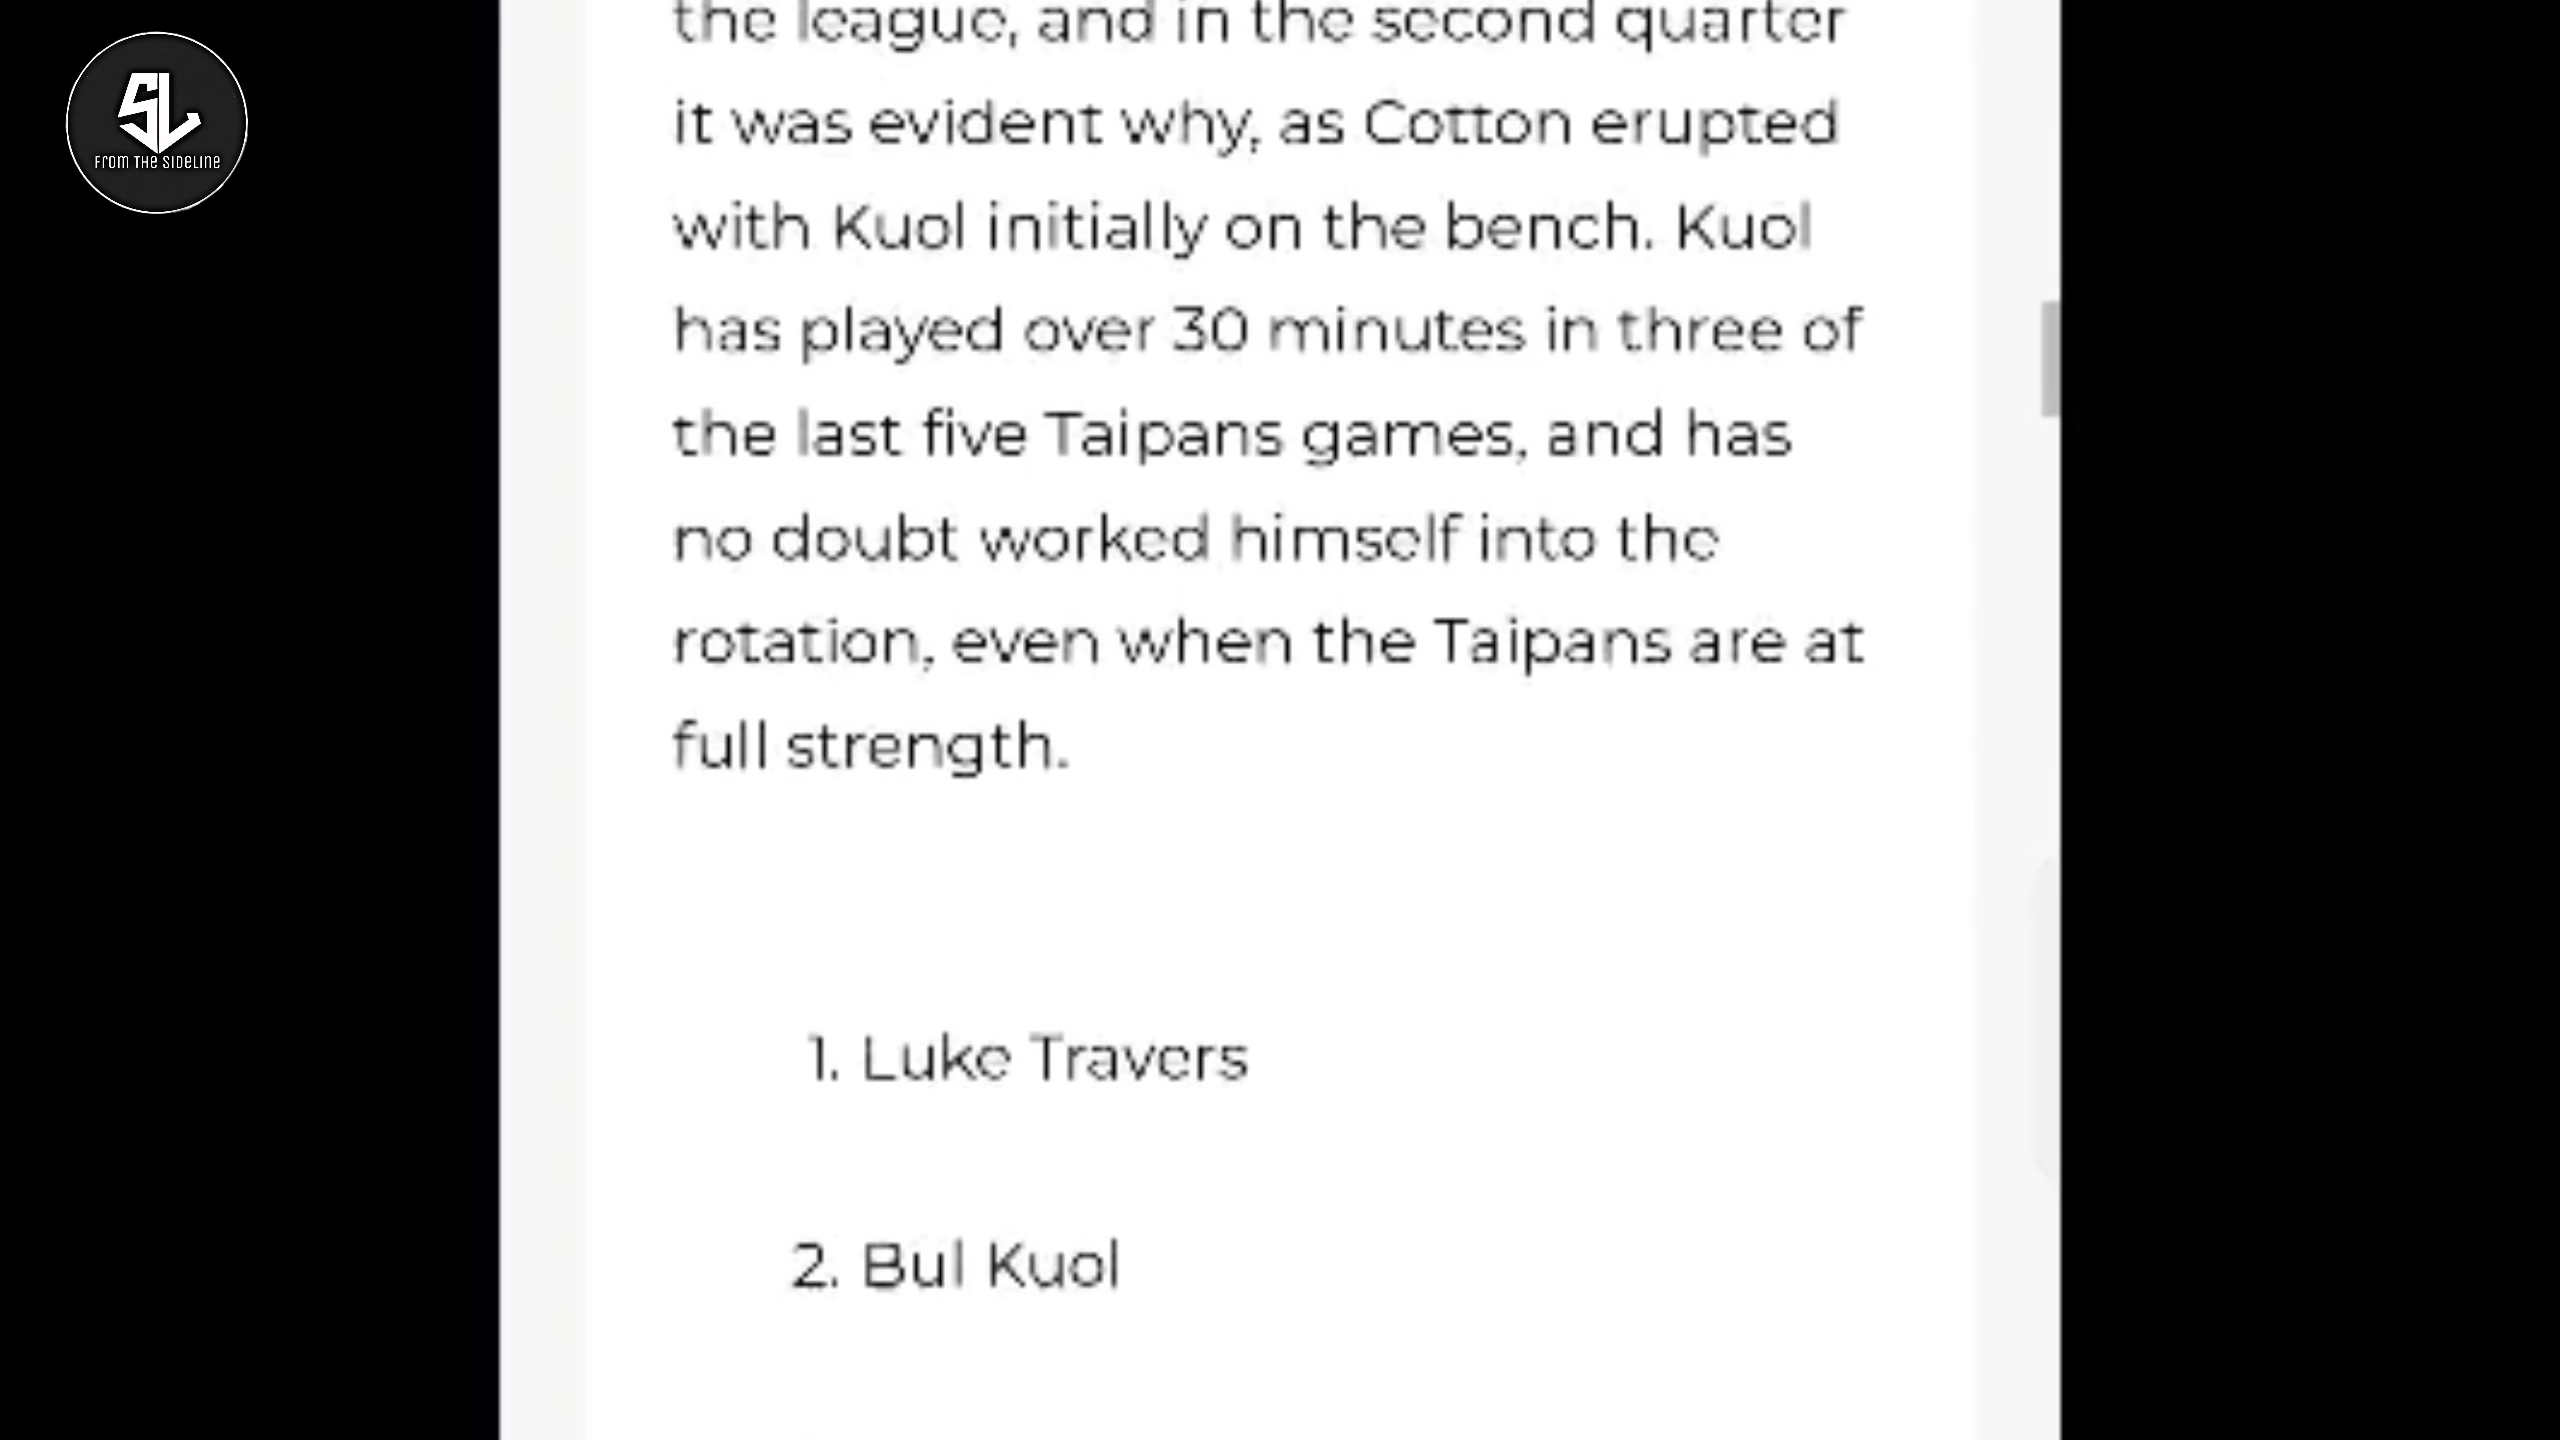 SL
FROM THE SIDELINE
the league, and in the second quarter
it was evident why, as Cotton erupted
with Kuol initially on the bench. Kuol
has played over 30 minutes in three of
the last five Taipans games, and has
no doubt worked himself into the
rotation, even when the Taipans are at
full strength.
1. Luke Travers
2. Bul Kuol